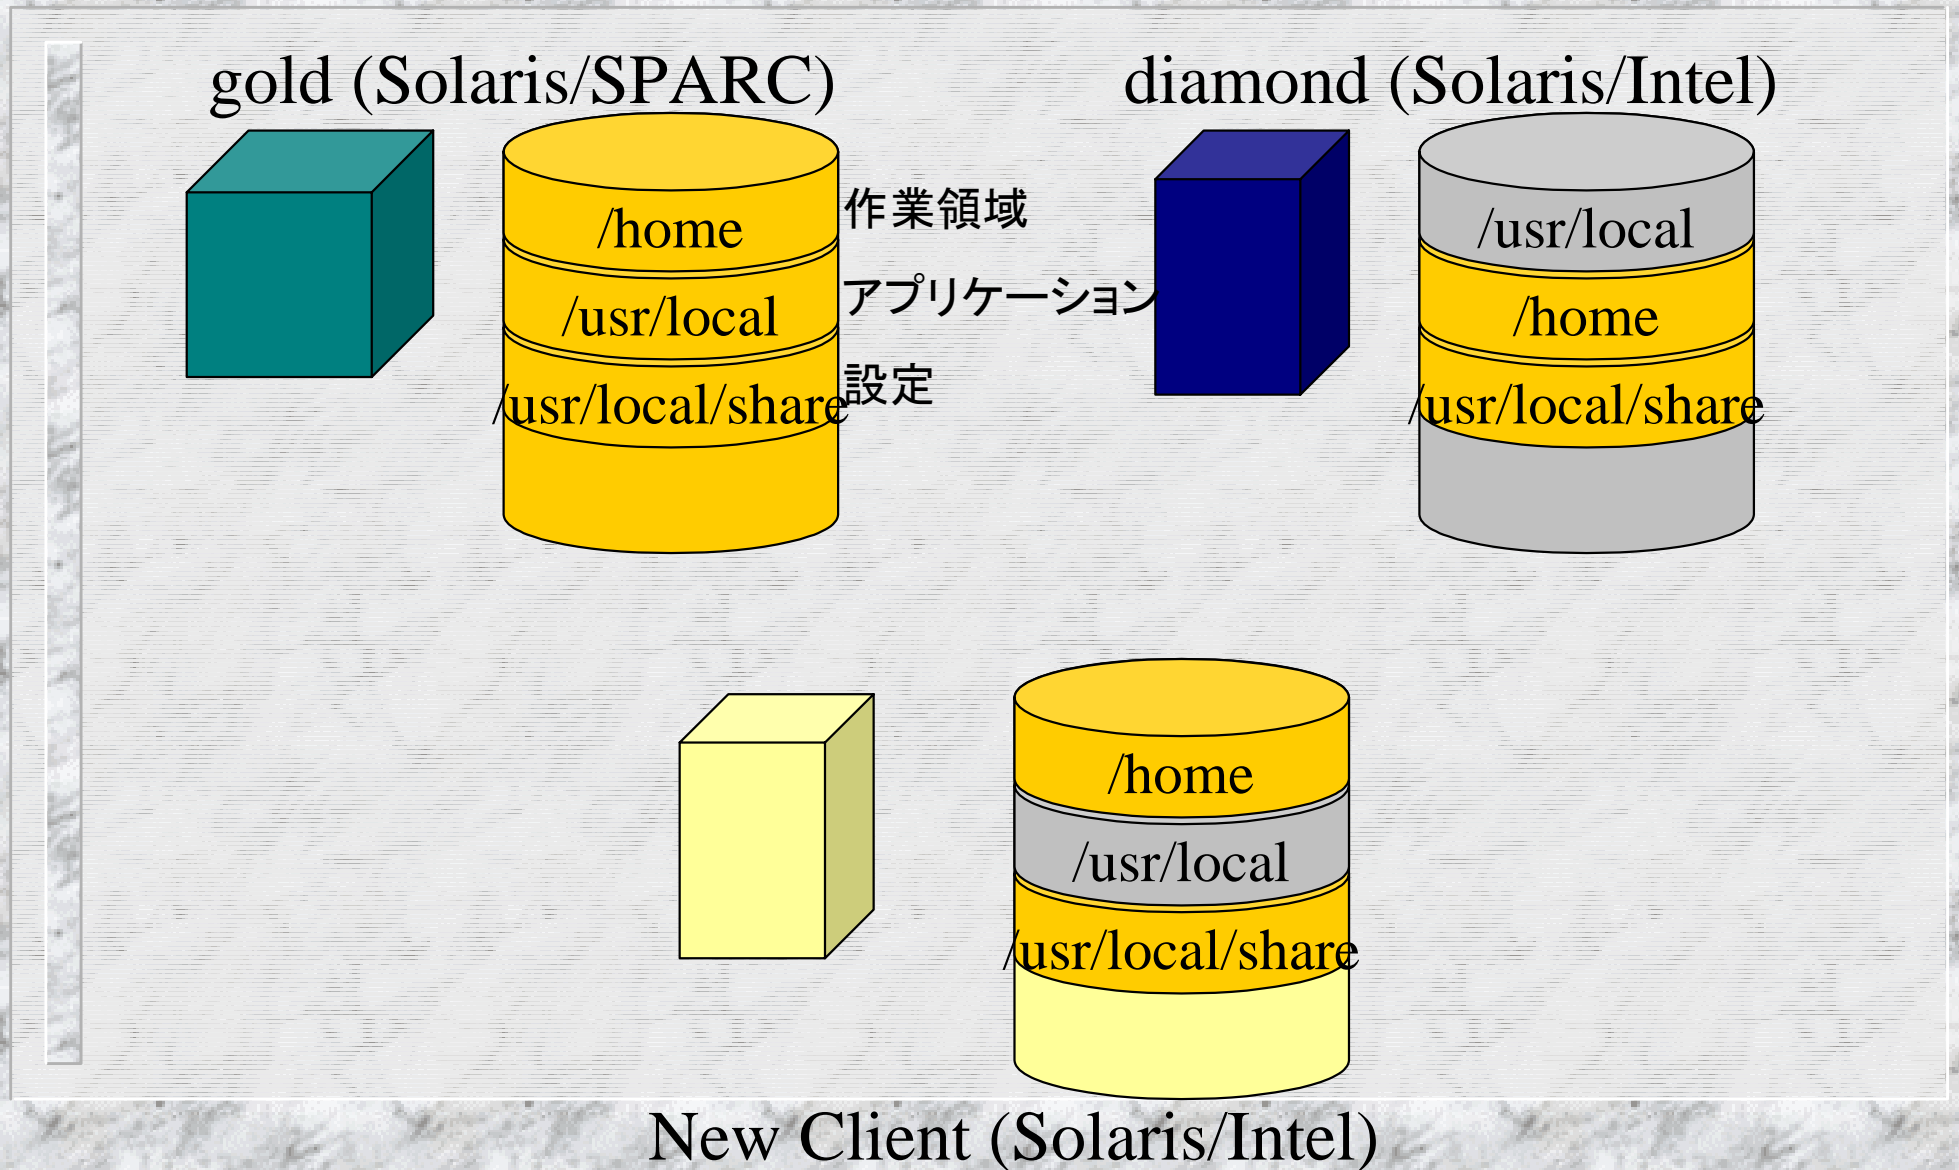 gold (Solaris/SPARC)
/home
作業領域
/usr/local
アプリケーション
/usr/local/share
設定
diamond (Solaris/Intel)
/usr/local
/home
/usr/local/share
/home
/usr/local
/usr/local/share
New Client (Solaris/Intel)